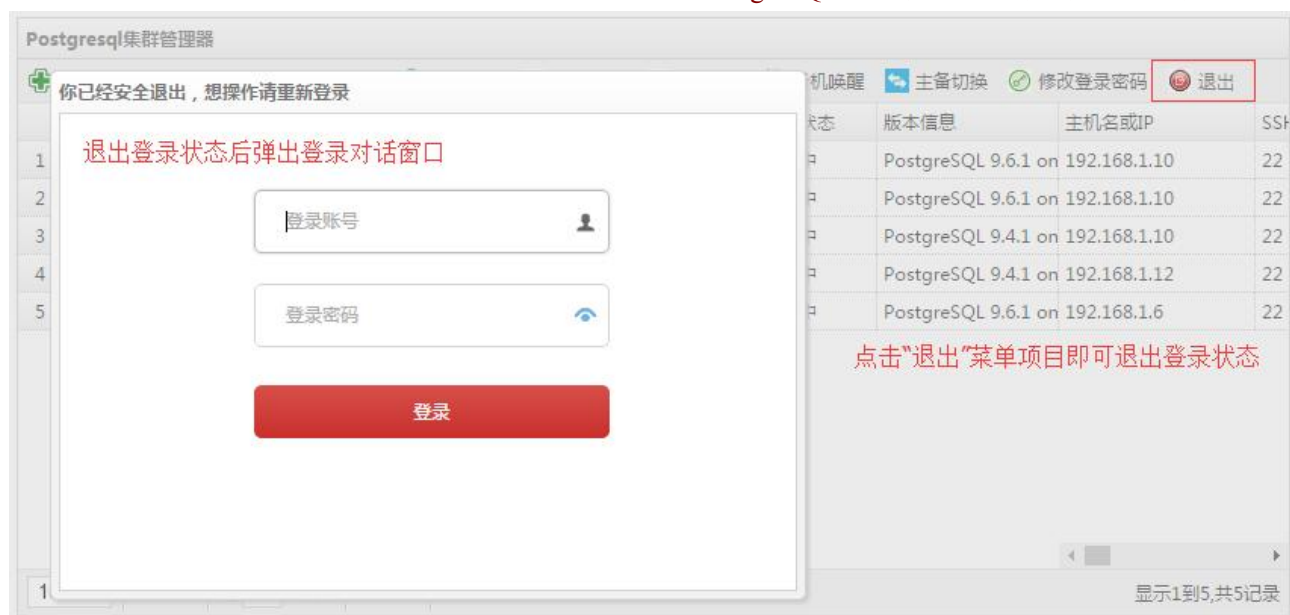 Postgresql集群管理器
机唤醒 主备切换 修改登录密码 退出
你已经安全退出，想操作请重新登录
版本信息 主机名或IP SSH
退出登录状态后弹出登录对话窗口
1 PostgreSQL 9.6.1 on 192.168.1.10 22
登录账号
2 PostgreSQL 9.6.1 on 192.168.1.10 22
3 PostgreSQL 9.4.1 on 192.168.1.10 22
4 PostgreSQL 9.4.1 on 192.168.1.12 22
登录密码
5 PostgreSQL 9.6.1 on 192.168.1.6 22
点击"退出"菜单项目即可退出登录状态
登录
1 显示1到5,共5记录